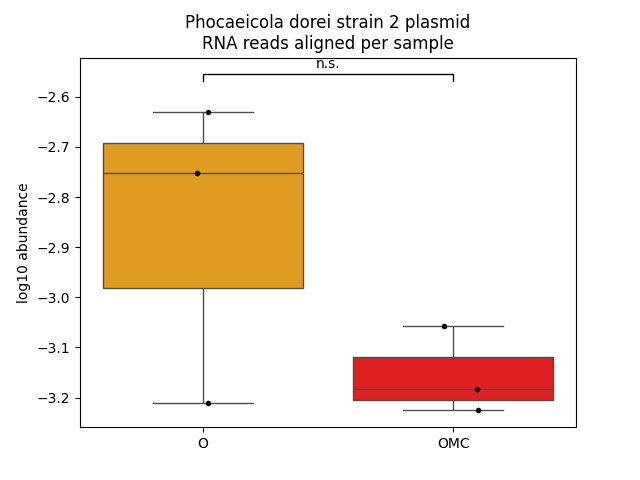 Phocaeicola dorei strain 2 plasmid
RNA reads aligned per sample
n.s.
log10 abundance
−2.6
−2.7
−2.8
−2.9
−3.0
−3.1
−3.2
O
OMC